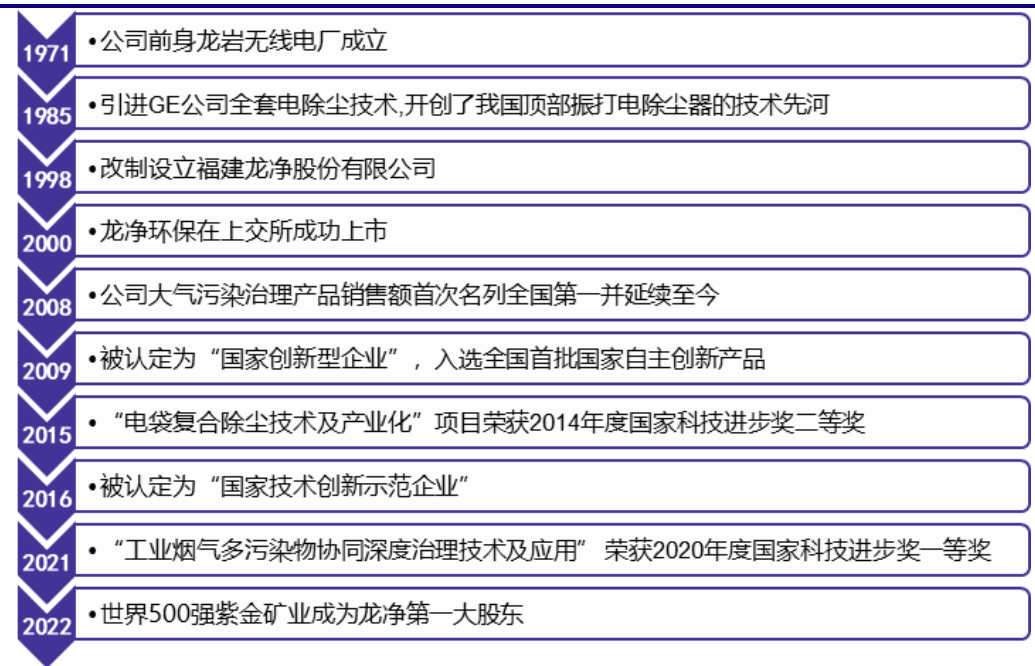 1971
•公司前身龙岩无线电厂成立
1985
•引进GE公司全套电除尘技术,开创了我国顶部振打电除尘器的技术先河
1998
•改制设立福建龙净股份有限公司
2000
•龙净环保在上交所成功上市
2008
•公司大气污染治理产品销售额首次名列全国第一并延续至今
2009
•被认定为“国家创新型企业”，入选全国首批国家自主创新产品
2015
•“电袋复合除尘技术及产业化”项目荣获2014年度国家科技进步奖二等奖
2016
•被认定为“国家技术创新示范企业”
2021
•“工业烟气多污染物协同深度治理技术及应用” 荣获2020年度国家科技进步奖一等奖
2022
•世界500强紫金矿业成为龙净第一大股东